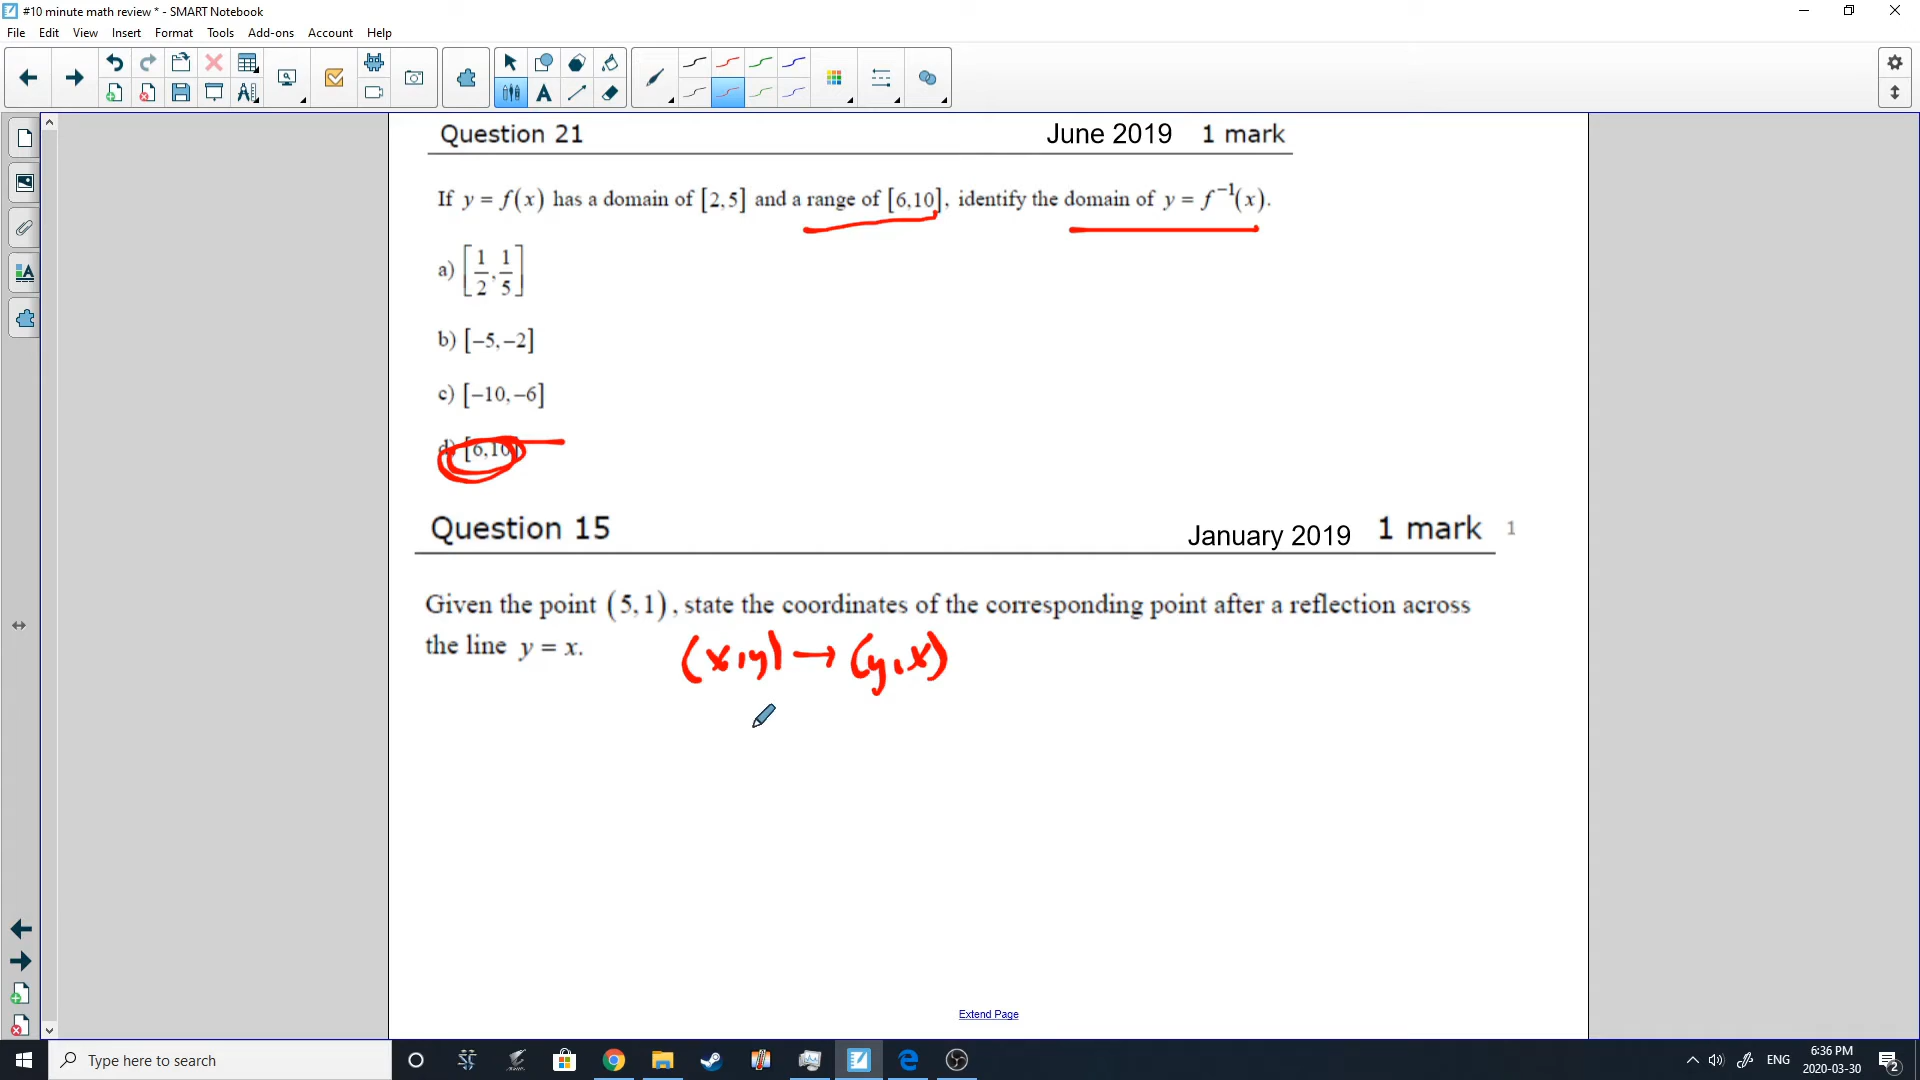 #10 minute math review * - SMART Notebook
File Edit View Insert Format Tools Add-ons Account Help
Question 21 June 2019 1 mark
If y = f(x) has a domain of [2,5] and a range of [6,10], identify the domain of y = f⁻¹(x).
a) [1/2, 1/5]
b) [−5,−2]
c) [−10,−6]
d) [6,10]
Question 15 January 2019 1 mark 1
Given the point (5,1), state the coordinates of the corresponding point after a reflection across
the line y = x.
(x,y) → (y,x)
Extend Page
Type here to search
ENG
6:36 PM
2020-03-30
2